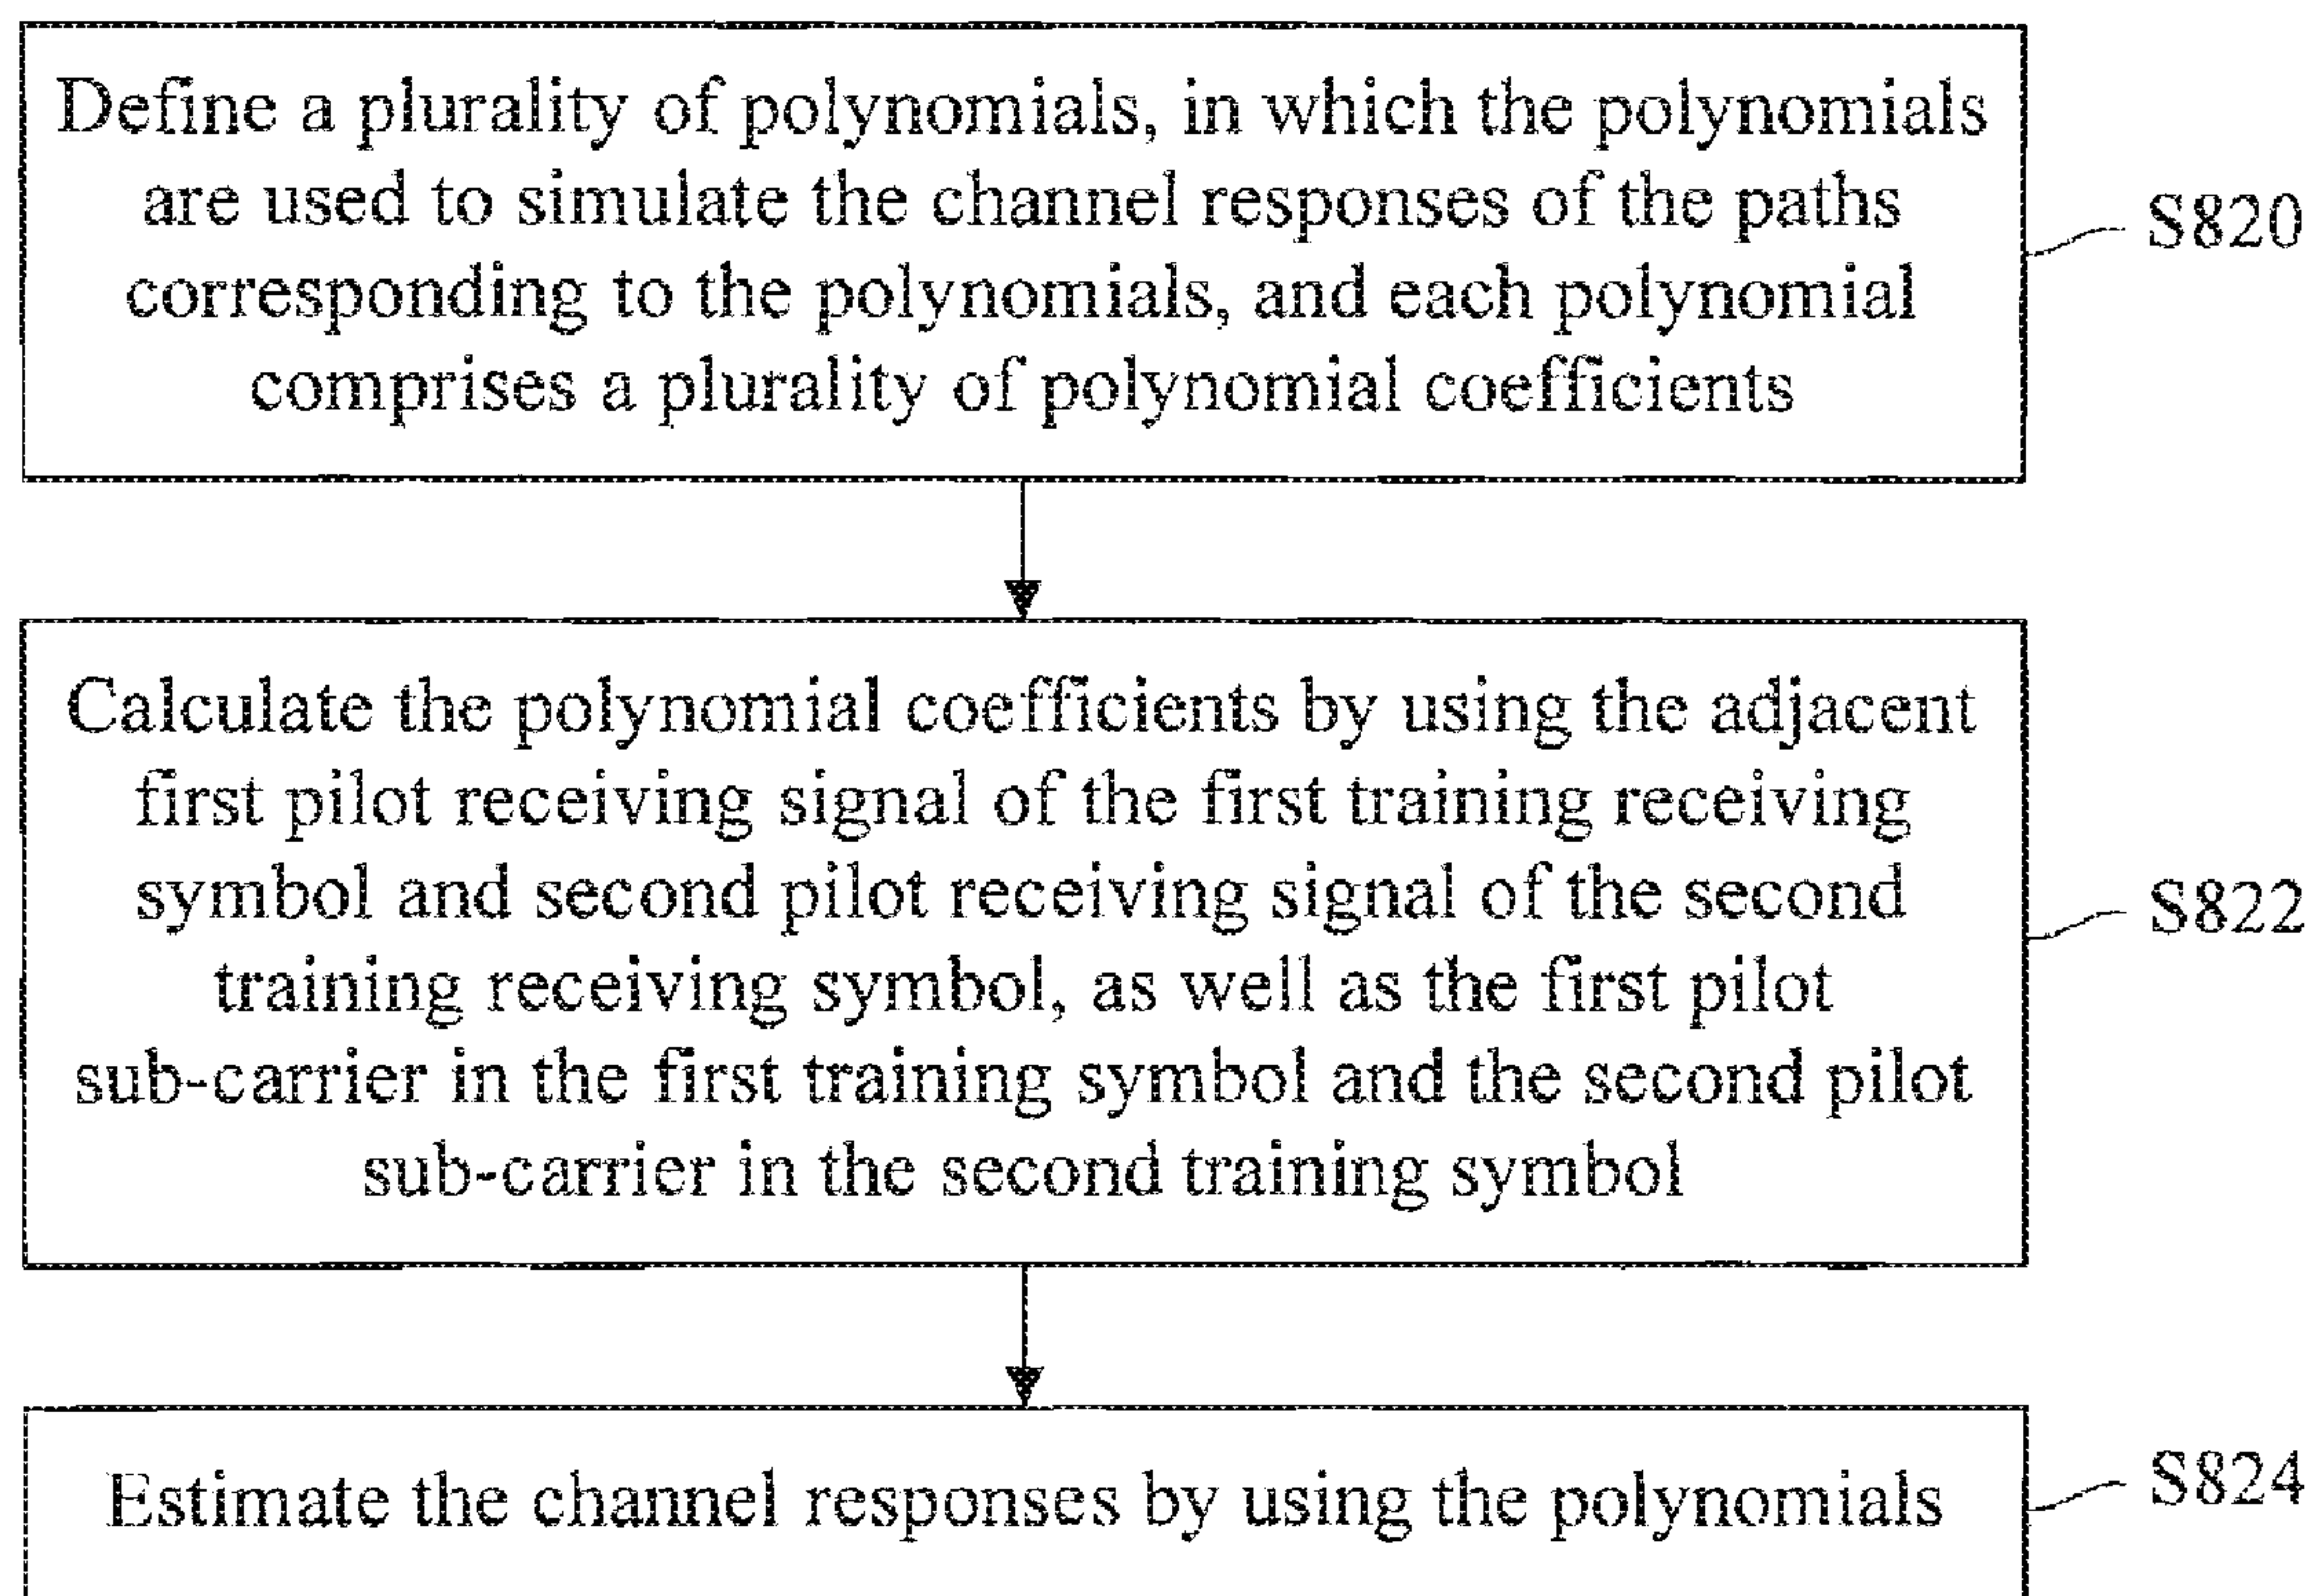 Define a plurality of polynomials, in which the polynomials
are used to simulate the channel responses of the paths
corresponding to the polynomials, and each polynomial
comprises a plurality of polynomial coefficients
S820
Calculate the polynomial coefficients by using the adjacent
first pilot receiving signal of the first training receiving
symbol and second pilot receiving signal of the second
training receiving symbol, as well as the first pilot
sub-carrier in the first training symbol and the second pilot
sub-carrier in the second training symbol
S822
Estimate the channel responses by using the polynomials
S824